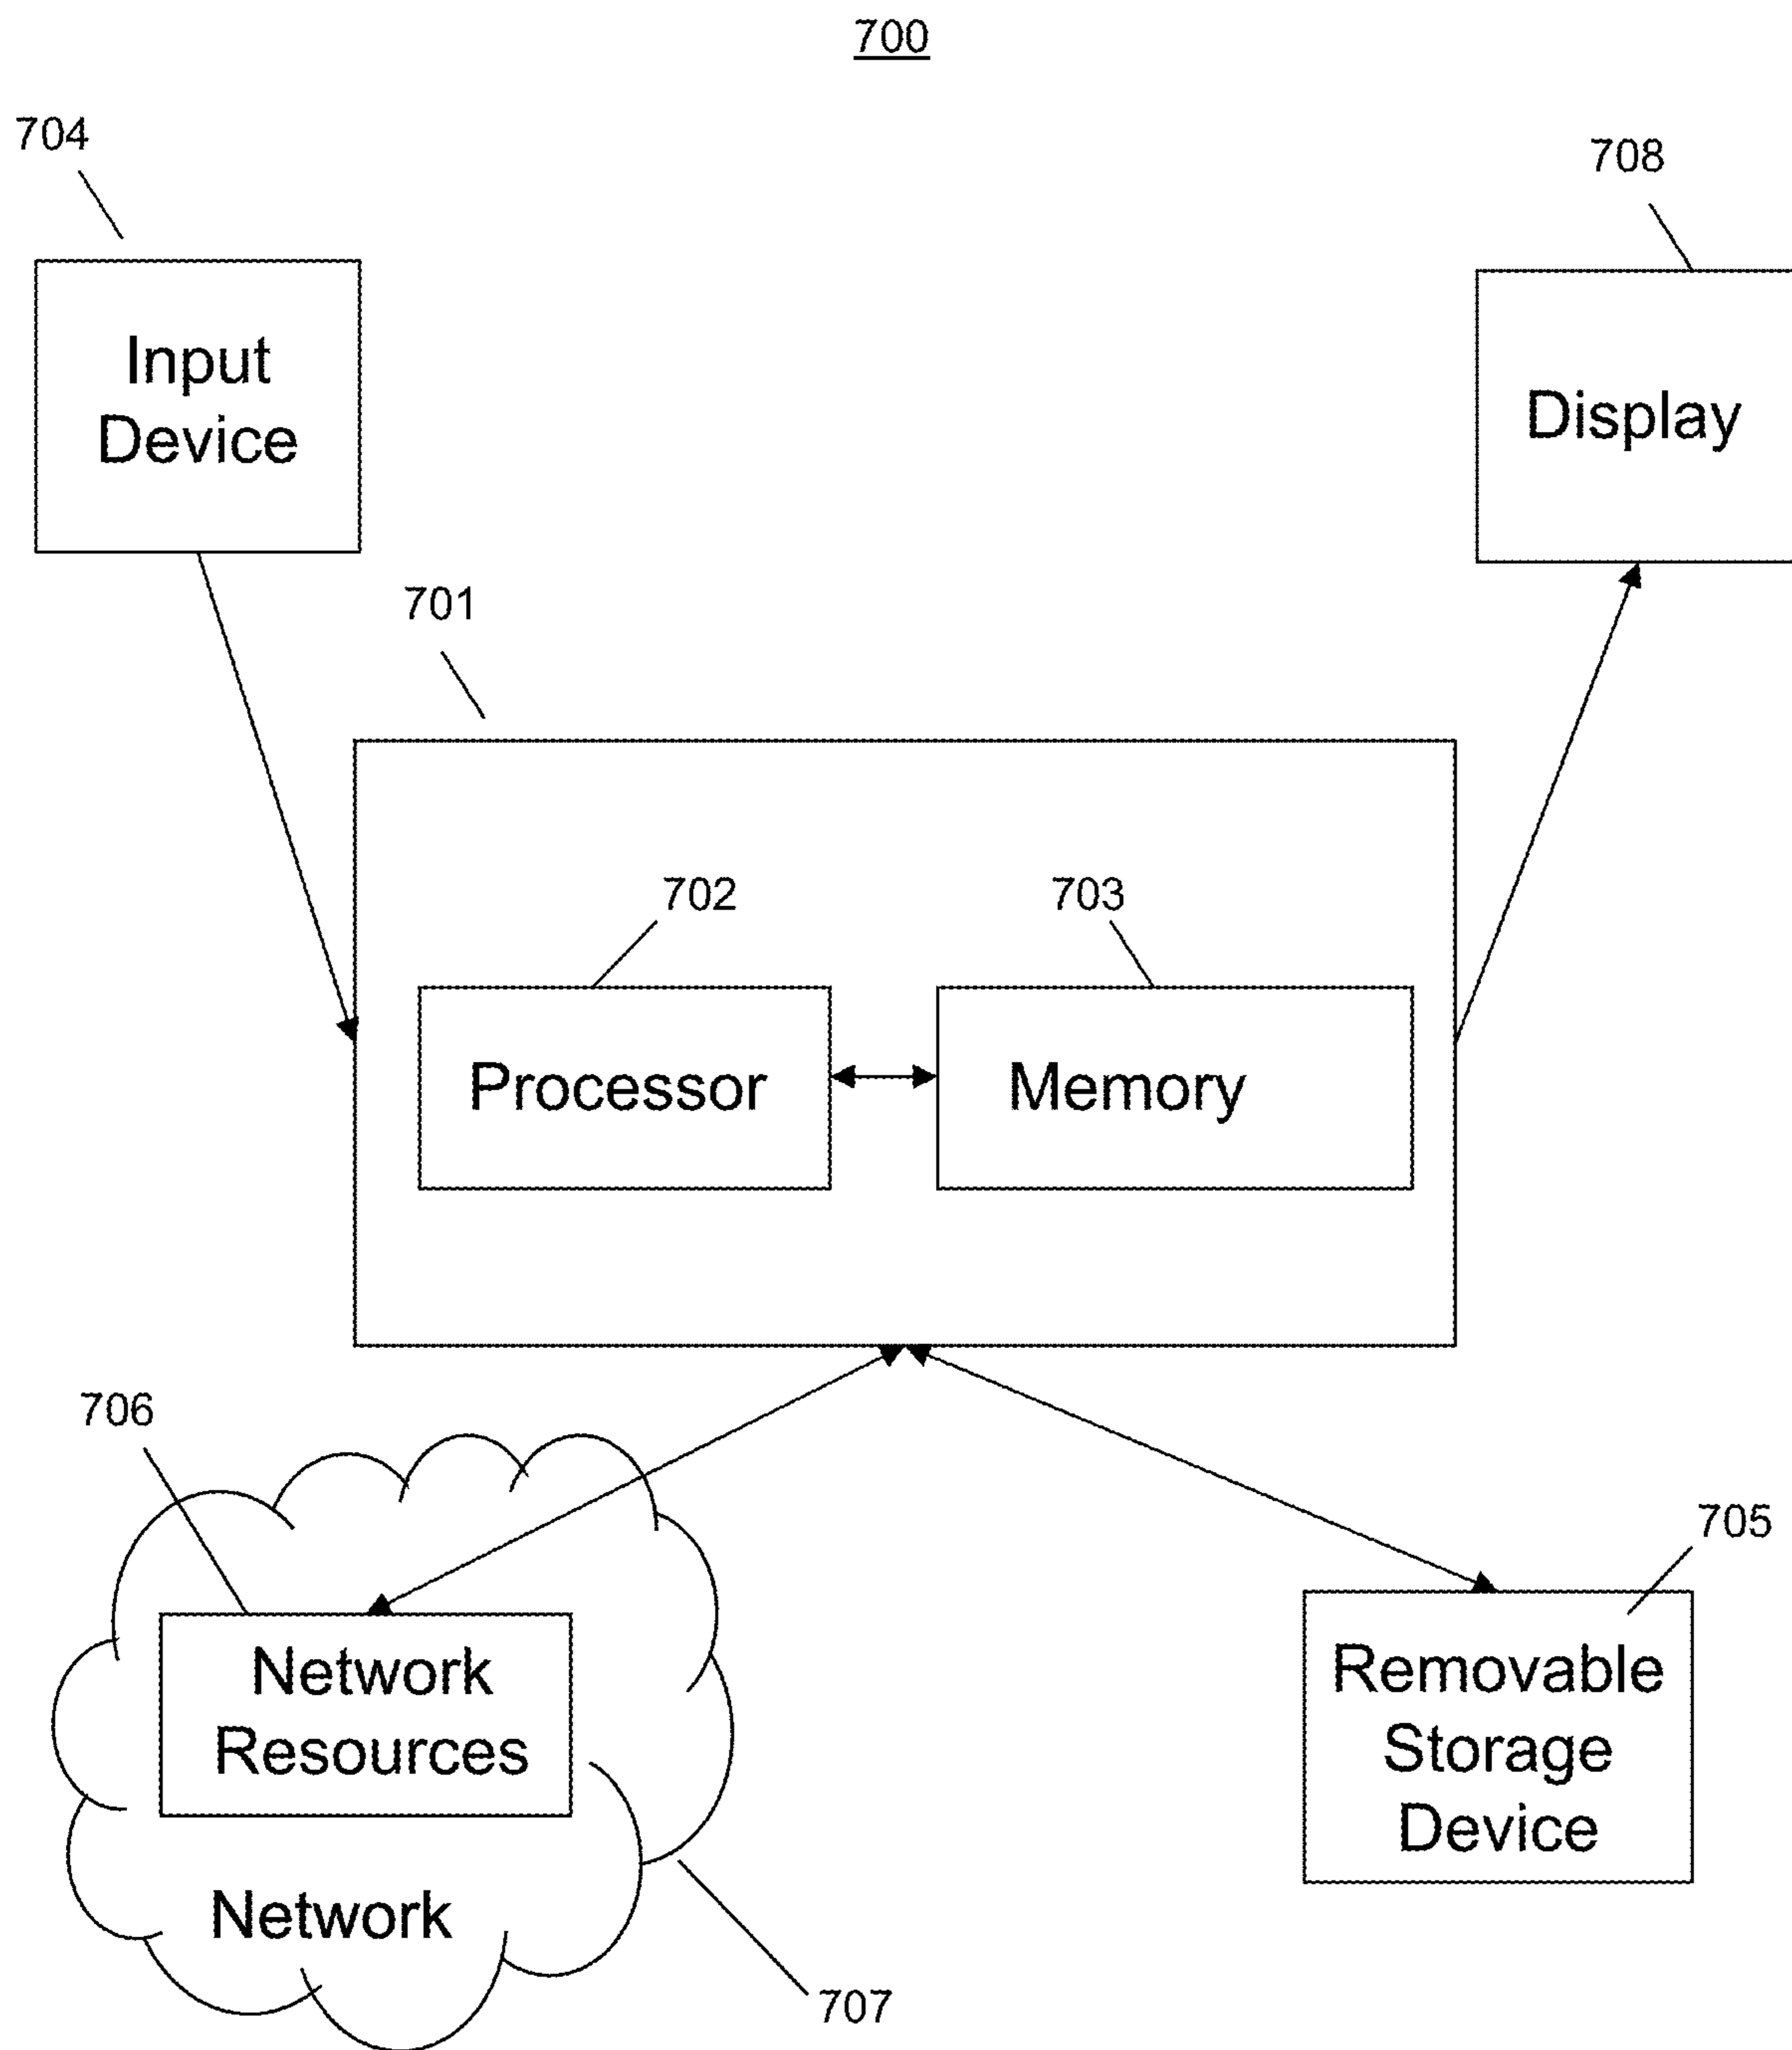 700
704
708
Input
Device
Display
701
702
703
Processor
Memory
706
705
Network
Resources
Removable
Storage
Device
Network
707